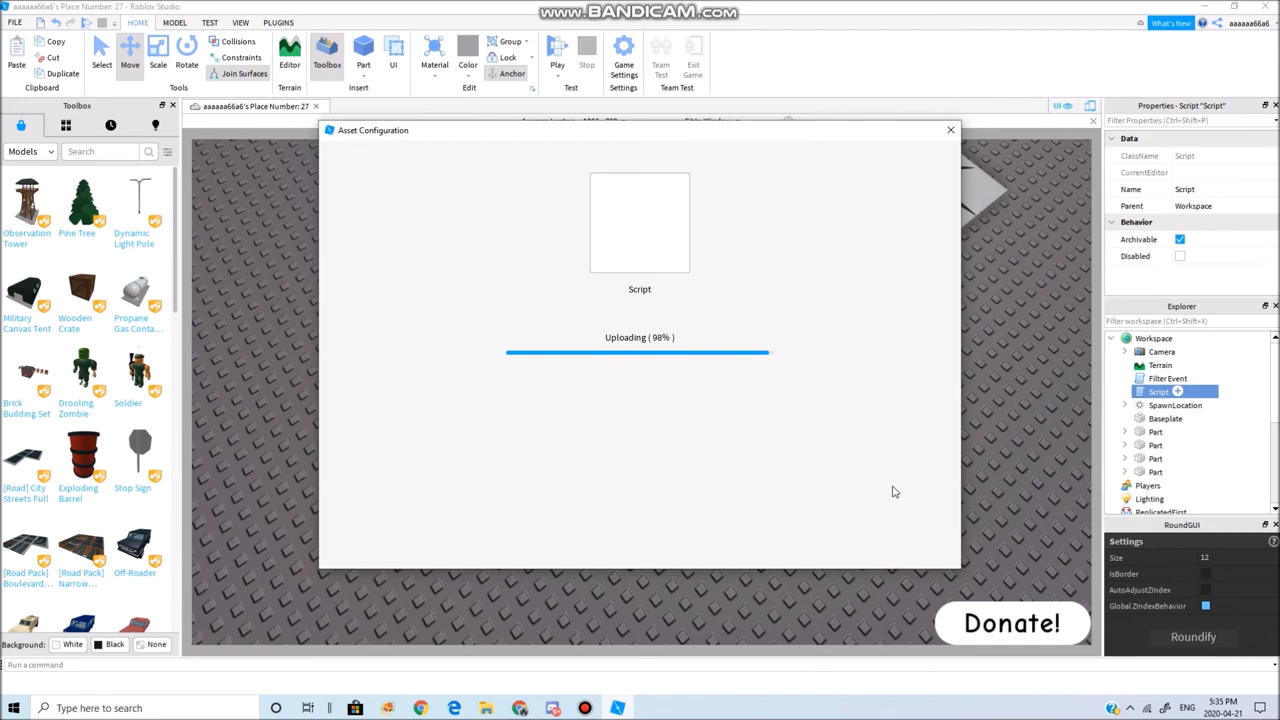 aaaaaa66a6's Place Number: 27 - Roblox Studio
www.BANDICAM.com
FILE
HOME
MODEL
TEST
VIEW
PLUGINS
What's New
aaaaaa66a6
Paste
Copy
Cut
Duplicate
Clipboard
Select
Move
Scale
Rotate
Collisions
Constraints
Join Surfaces
Tools
Editor
Terrain
Toolbox
Part
UI
Insert
Material
Color
Group
Lock
Anchor
Edit
Play
Stop
Test
Game
Settings
Settings
Team
Test
Exit
Game
Team Test
Toolbox
aaaaaa66a6's Place Number: 27
UI
Properties - Script "Script"
Filter Properties (Ctrl+Shift+P)
Models
Search
Observation
Tower
Pine Tree
Dynamic
Light Pole
Military
Canvas Tent
Wooden
Crate
Propane
Gas Conta...
Brick
Building Set
Drooling
Zombie
Soldier
[Road] City
Streets Full
Exploding
Barrel
Stop Sign
[Road Pack]
Boulevard...
[Road Pack]
Narrow...
Off-Roader
Background:
White
Black
None
Asset Configuration
Script
Uploading ( 98% )
Donate!
Data
ClassName Script
CurrentEditor
Name Script
Parent Workspace
Behavior
Archivable
Disabled
Explorer
Filter workspace (Ctrl+Shift+X)
Workspace
Camera
Terrain
Filter Event
Script
SpawnLocation
Baseplate
Part
Part
Part
Part
Players
Lighting
ReplicatedFirst
RoundGUI
Settings
Size 12
IsBorder
AutoAdjustZIndex
Global ZIndexBehavior
Roundify
Run a command
Type here to search
ENG
5:35 PM
2020-04-21